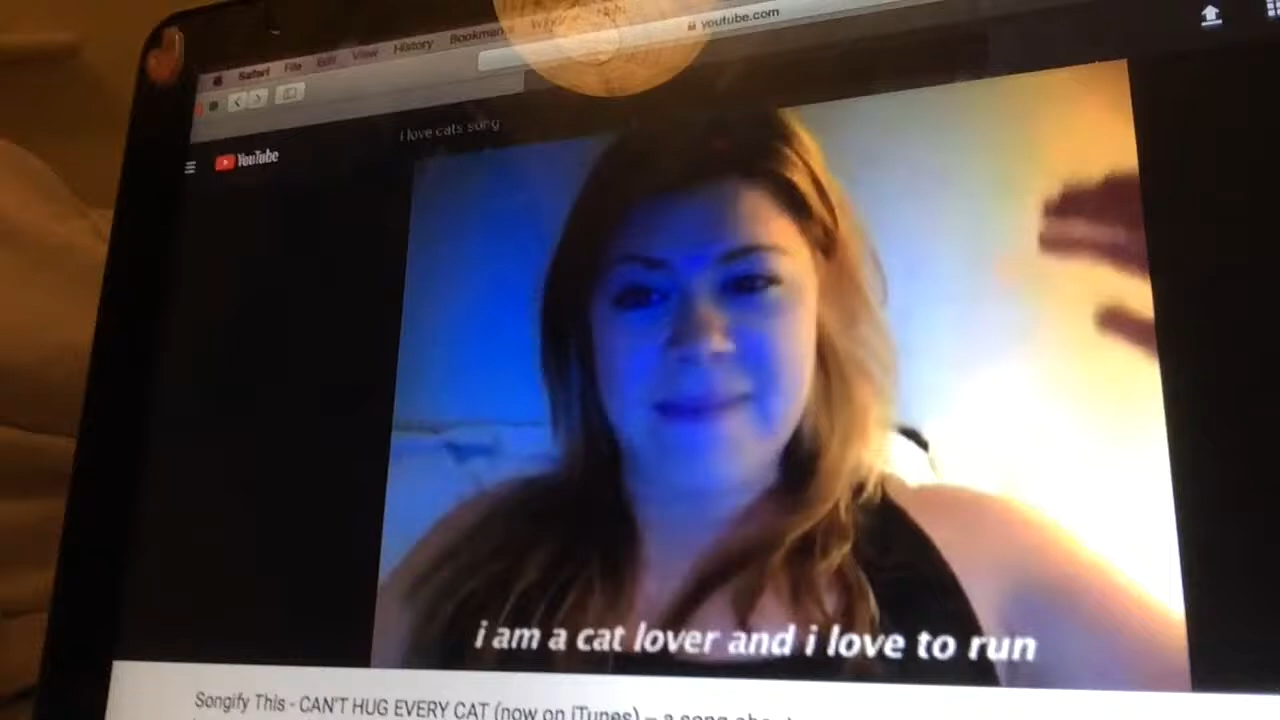 Safari File Edit View History
youtube.com
YouTube
i love cats song
i am a cat lover and i love to run
Songify This - CAN'T HUG EVERY CAT (now on iTunes) – a song